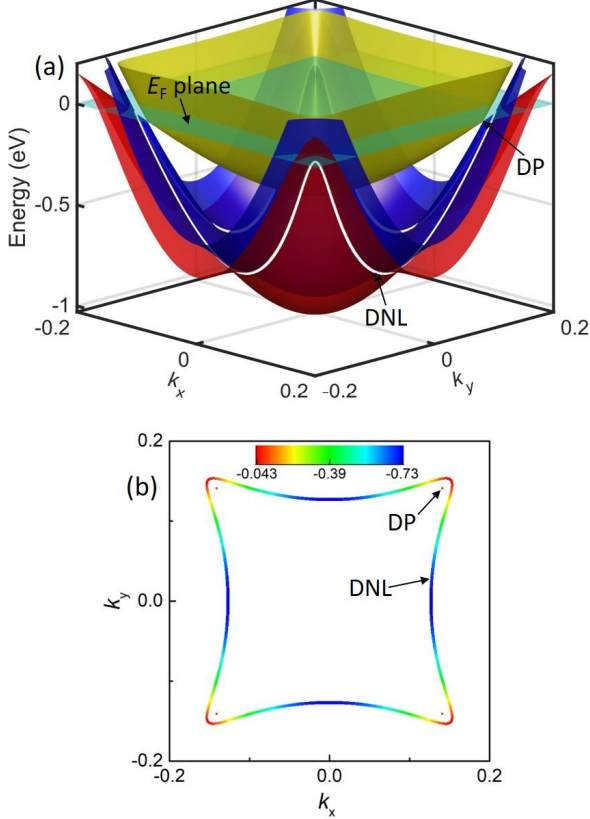 (a)
E_F plane
DP
DNL
Energy (eV)
0
-0.5
-1
-0.2
0
0.2
k_x
-0.2
0
0.2
k_y
(b)
0.2
0.0
-0.2
k_y
-0.043
-0.39
-0.73
DP
DNL
-0.2
0.0
0.2
k_x